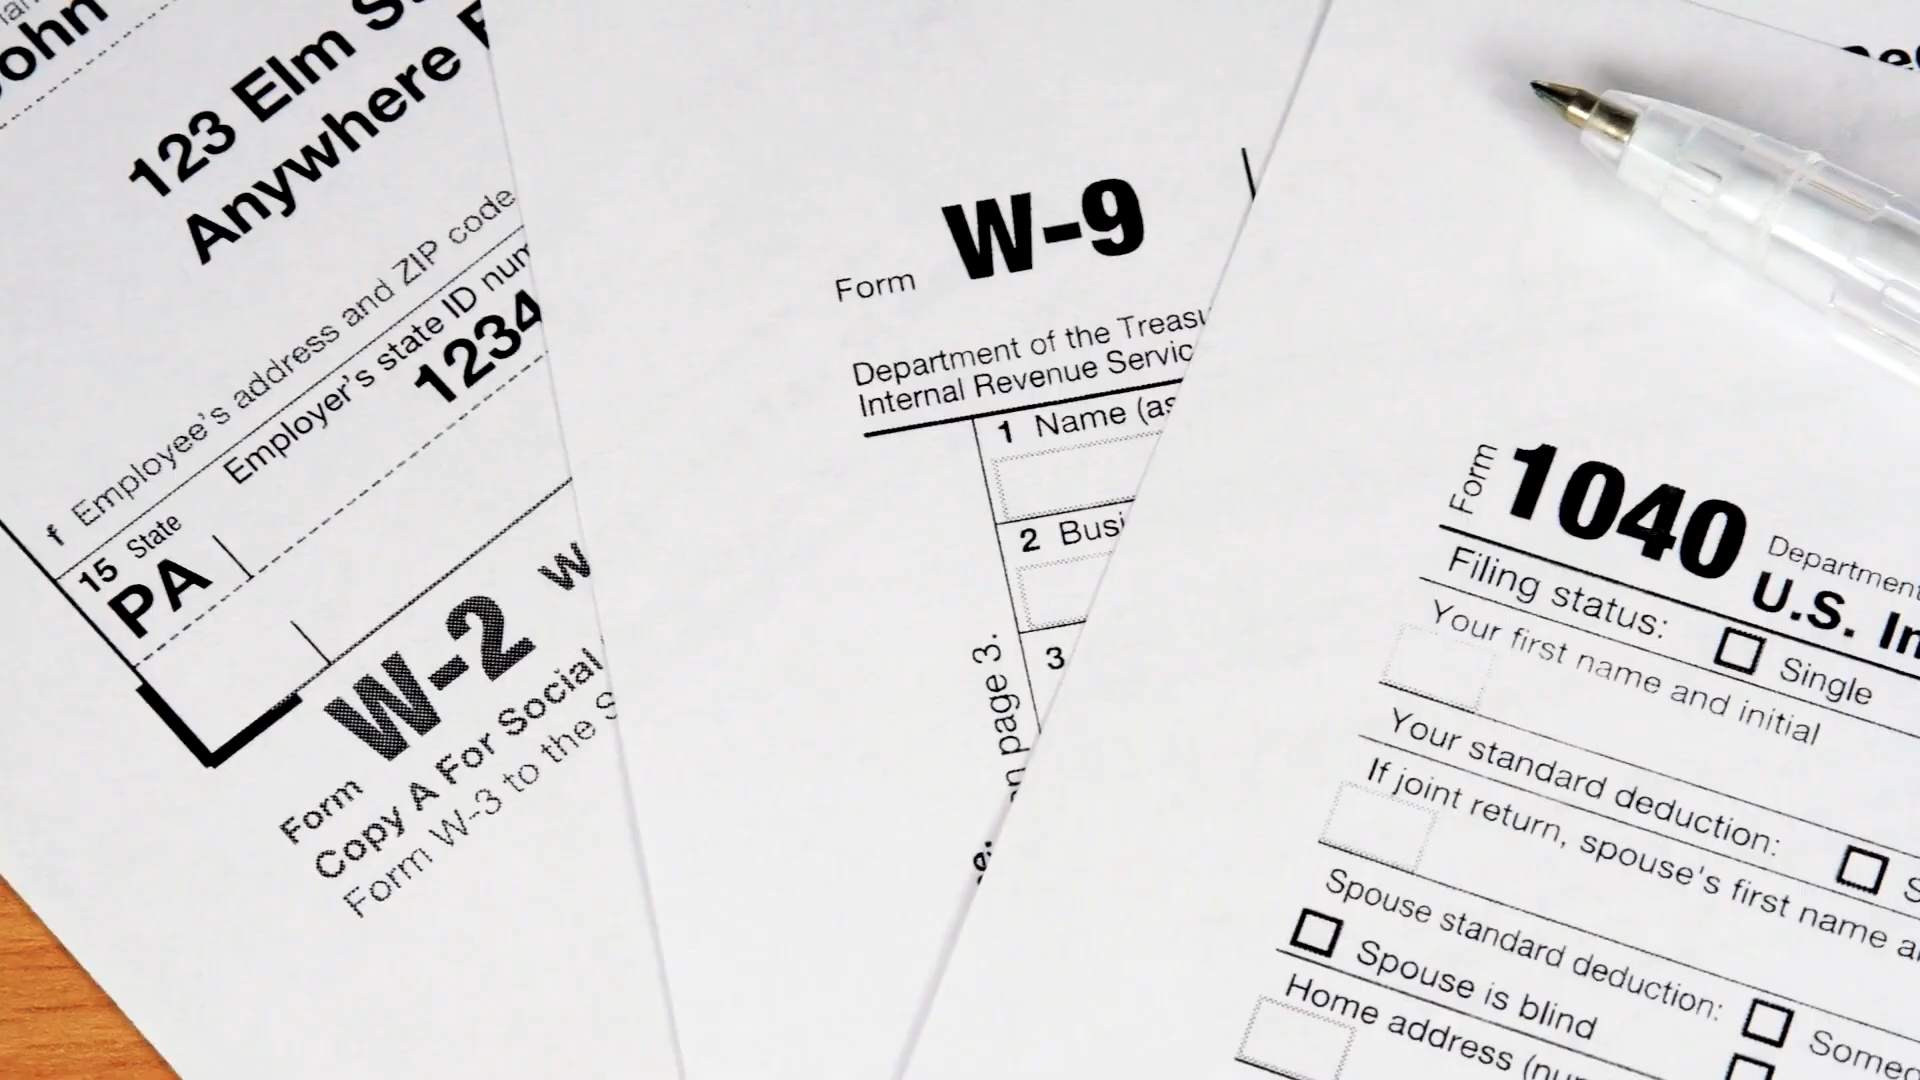 John
123 Elm S
Anywhere
f Employee's address and ZIP code
15 State Employer's state ID num
PA 1234
Form W-2 W
Copy A For Social
Form W-3 to the S
Form W-9
Department of the Treasu
Internal Revenue Servic
1 Name (as
2 Busi
3
on page 3.
Form 1040 Department
U.S. In
Filing status: Single
Your first name and initial
Your standard deduction: S
If joint return, spouse's first name a
Spouse standard deduction: Someo
Spouse is blind
Home address (num